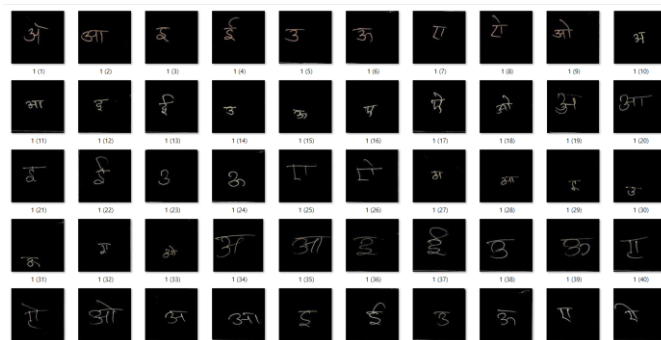 अ आ इ ई उ ऊ ए ऐ ओ अ
1 (1) 1 (2) 1 (3) 1 (4) 1 (5) 1 (6) 1 (7) 1 (8) 1 (9) 1 (10)
आ इ ई उ ऊ ए ऐ ओ अ आ
1 (11) 1 (12) 1 (13) 1 (14) 1 (15) 1 (16) 1 (17) 1 (18) 1 (19) 1 (20)
इ ई उ ऊ ए ऐ अ आ इ उ
1 (21) 1 (22) 1 (23) 1 (24) 1 (25) 1 (26) 1 (27) 1 (28) 1 (29) 1 (30)
ऊ ए ओ अ आ इ ई उ ऊ ए
1 (31) 1 (32) 1 (33) 1 (34) 1 (35) 1 (36) 1 (37) 1 (38) 1 (39) 1 (40)
ऐ ओ अ आ इ ई उ ऊ ए ऐ